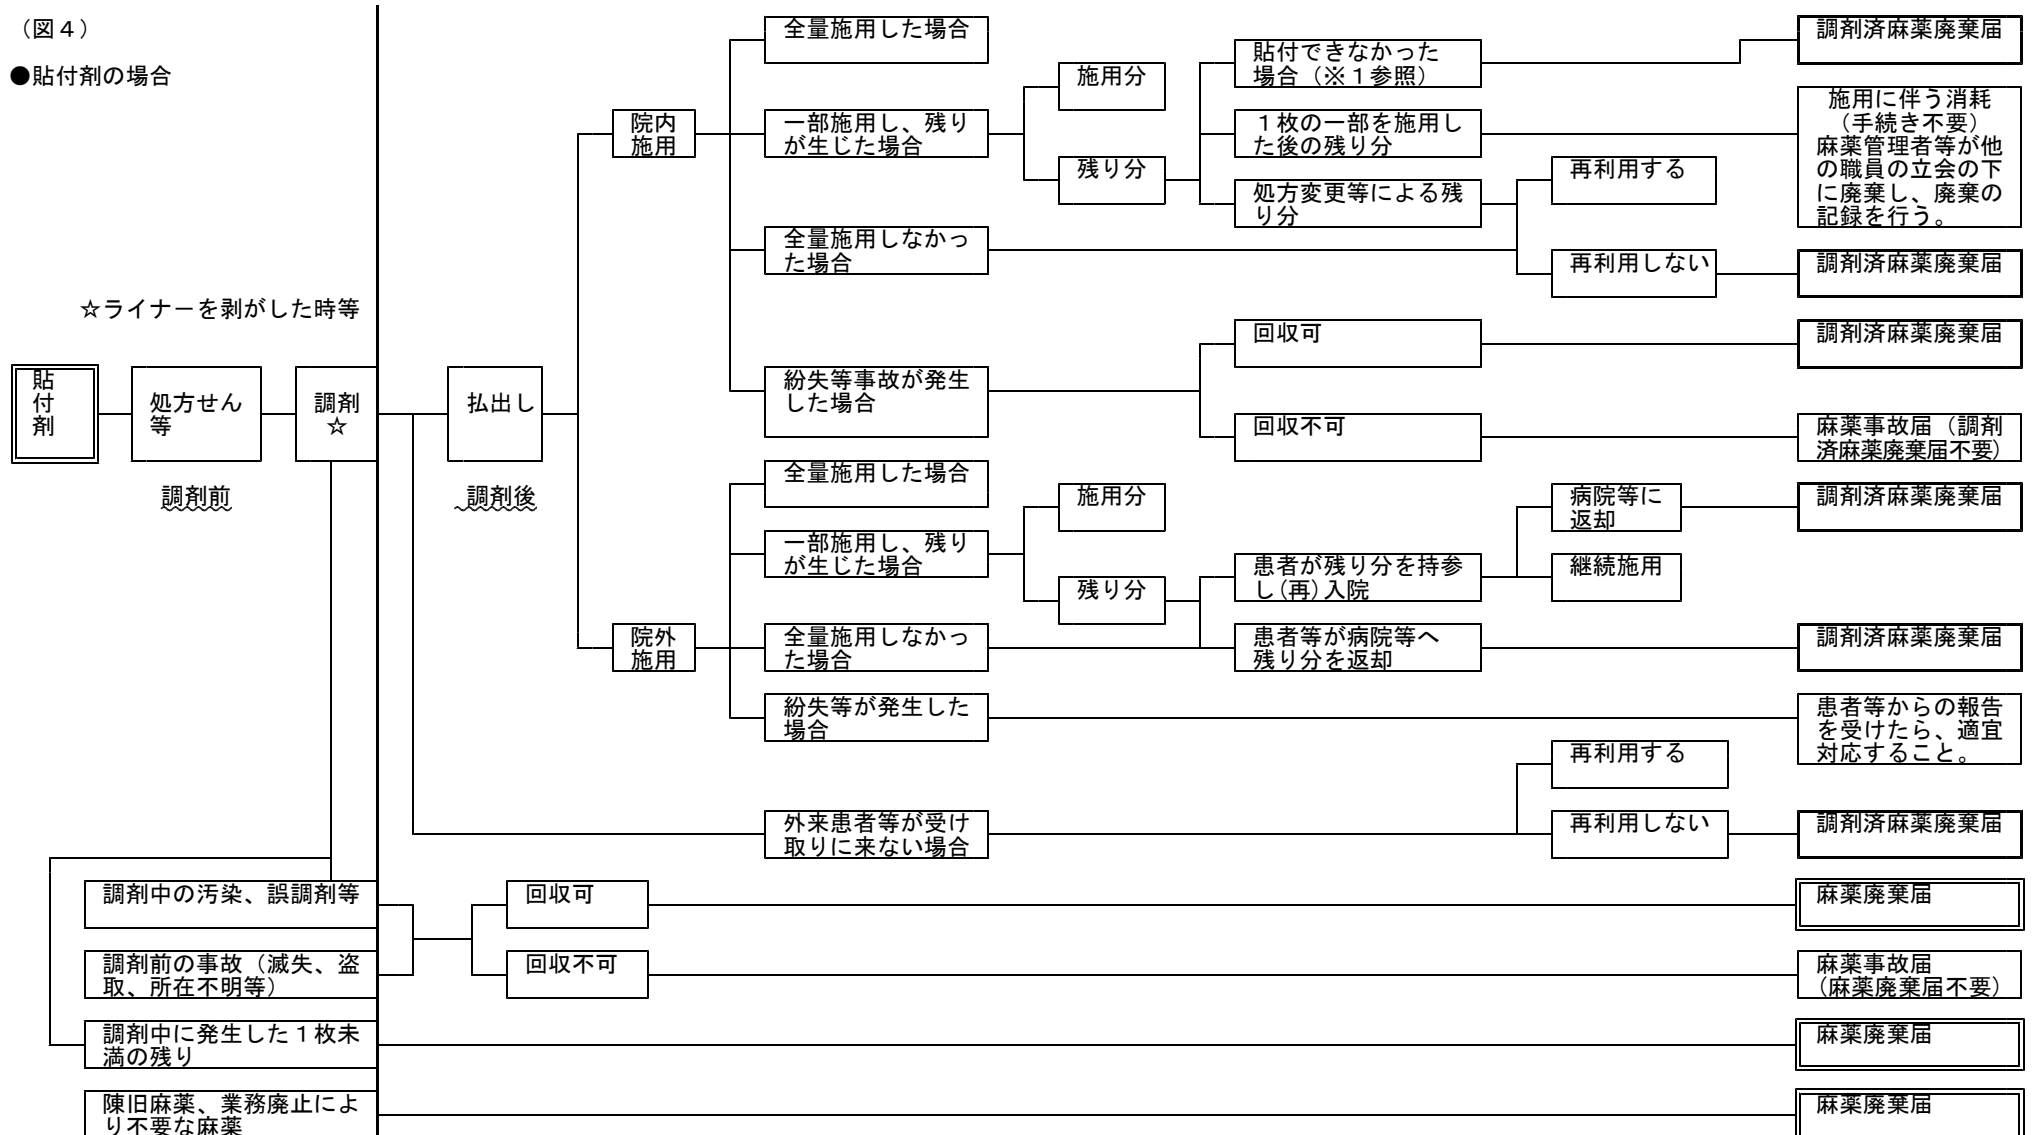 （図４）
●貼付剤の場合
☆ライナーを剥がした時等
貼
付
剤
処方せん
等
調剤
☆
払出し
調剤前
調剤後
院内
施用
全量施用した場合
一部施用し、残り
が生じた場合
施用分
残り分
貼付できなかった
場合（※１参照）
調剤済麻薬廃棄届
１枚の一部を施用し
た後の残り分
施用に伴う消耗
（手続き不要）
麻薬管理者等が他
の職員の立会の下
に廃棄し、廃棄の
記録を行う。
処方変更等による残
り分
再利用する
全量施用しなかっ
た場合
再利用しない
調剤済麻薬廃棄届
紛失等事故が発生
した場合
回収可
調剤済麻薬廃棄届
回収不可
麻薬事故届（調剤
済麻薬廃棄届不要）
院外
施用
全量施用した場合
一部施用し、残り
が生じた場合
施用分
残り分
患者が残り分を持参
し(再)入院
病院等に
返却
調剤済麻薬廃棄届
継続施用
全量施用しなかっ
た場合
患者等が病院等へ
残り分を返却
調剤済麻薬廃棄届
紛失等が発生した
場合
患者等からの報告
を受けたら、適宜
対応すること。
外来患者等が受け
取りに来ない場合
再利用する
再利用しない
調剤済麻薬廃棄届
調剤中の汚染、誤調剤等
回収可
麻薬廃棄届
調剤前の事故（滅失、盗
取、所在不明等）
回収不可
麻薬事故届
（麻薬廃棄届不要）
調剤中に発生した１枚未
満の残り
麻薬廃棄届
陳旧麻薬、業務廃止によ
り不要な麻薬
麻薬廃棄届